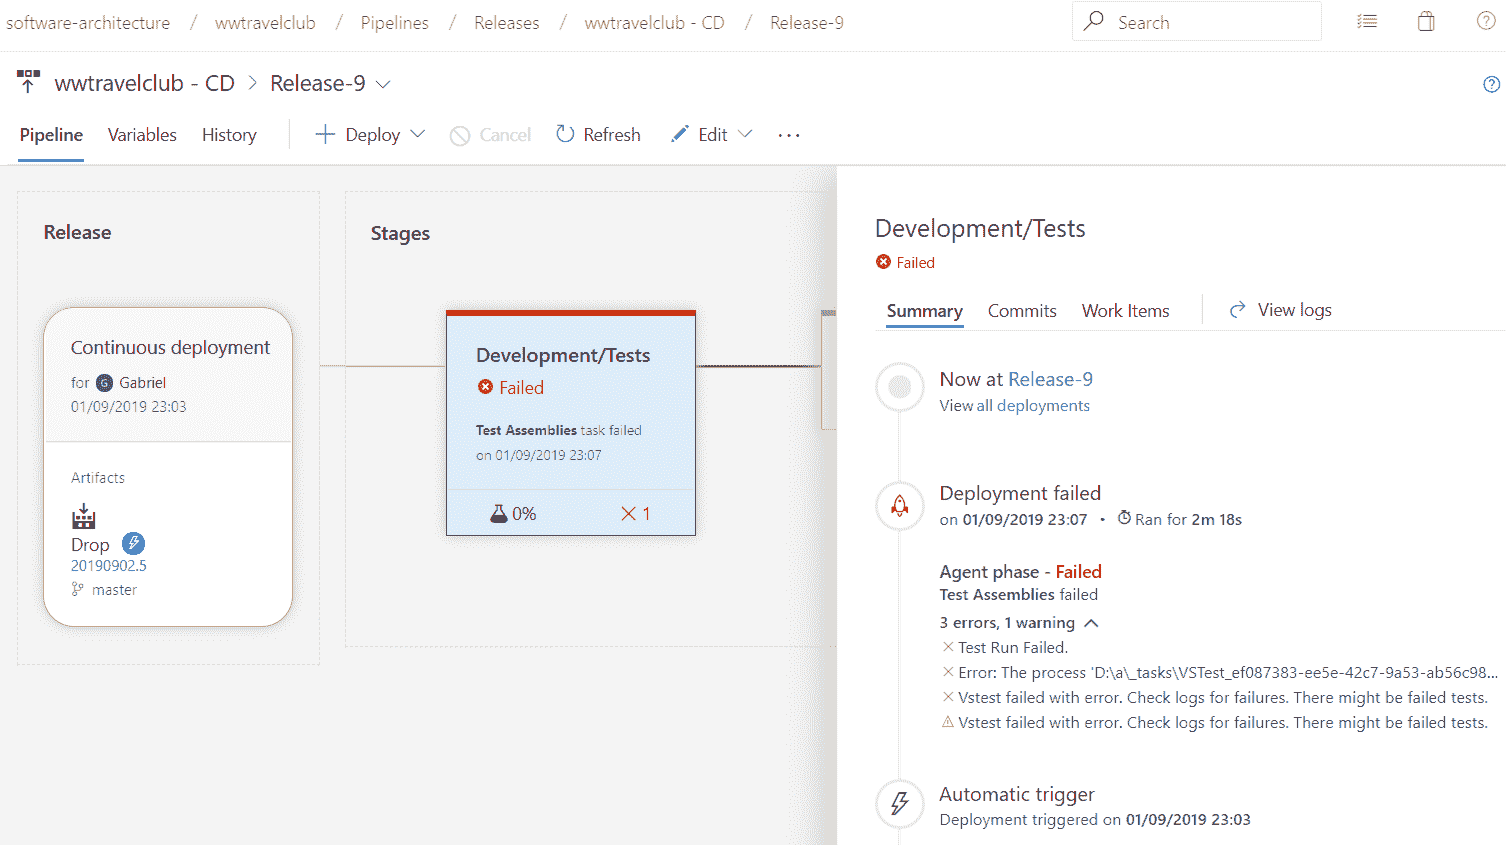 software-architecture / wwtravelclub / Pipelines / Releases / wwtravelclub - CD / Release-9
Search
wwtravelclub - CD > Release-9
Pipeline Variables History + Deploy Cancel Refresh Edit ...
Release
Continuous deployment
for G Gabriel
01/09/2019 23:03
Artifacts
Drop
20190902.5
master
Stages
Development/Tests
Failed
Test Assemblies task failed
on 01/09/2019 23:07
0% 1
Development/Tests
Failed
Summary Commits Work Items View logs
Now at Release-9
View all deployments
Deployment failed
on 01/09/2019 23:07 • Ran for 2m 18s
Agent phase - Failed
Test Assemblies failed
3 errors, 1 warning
Test Run Failed.
Error: The process 'D:\a\_tasks\VSTest_ef087383-ee5e-42c7-9a53-ab56c98...
Vstest failed with error. Check logs for failures. There might be failed tests.
Vstest failed with error. Check logs for failures. There might be failed tests.
Automatic trigger
Deployment triggered on 01/09/2019 23:03